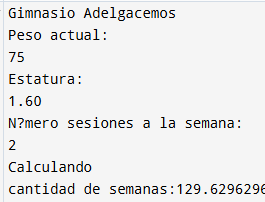 Gimnasio Adelgacemos
Peso actual:
75
Estatura:
1.60
N?mero sesiones a la semana:
2
Calculando
cantidad de semanas:129.6296296